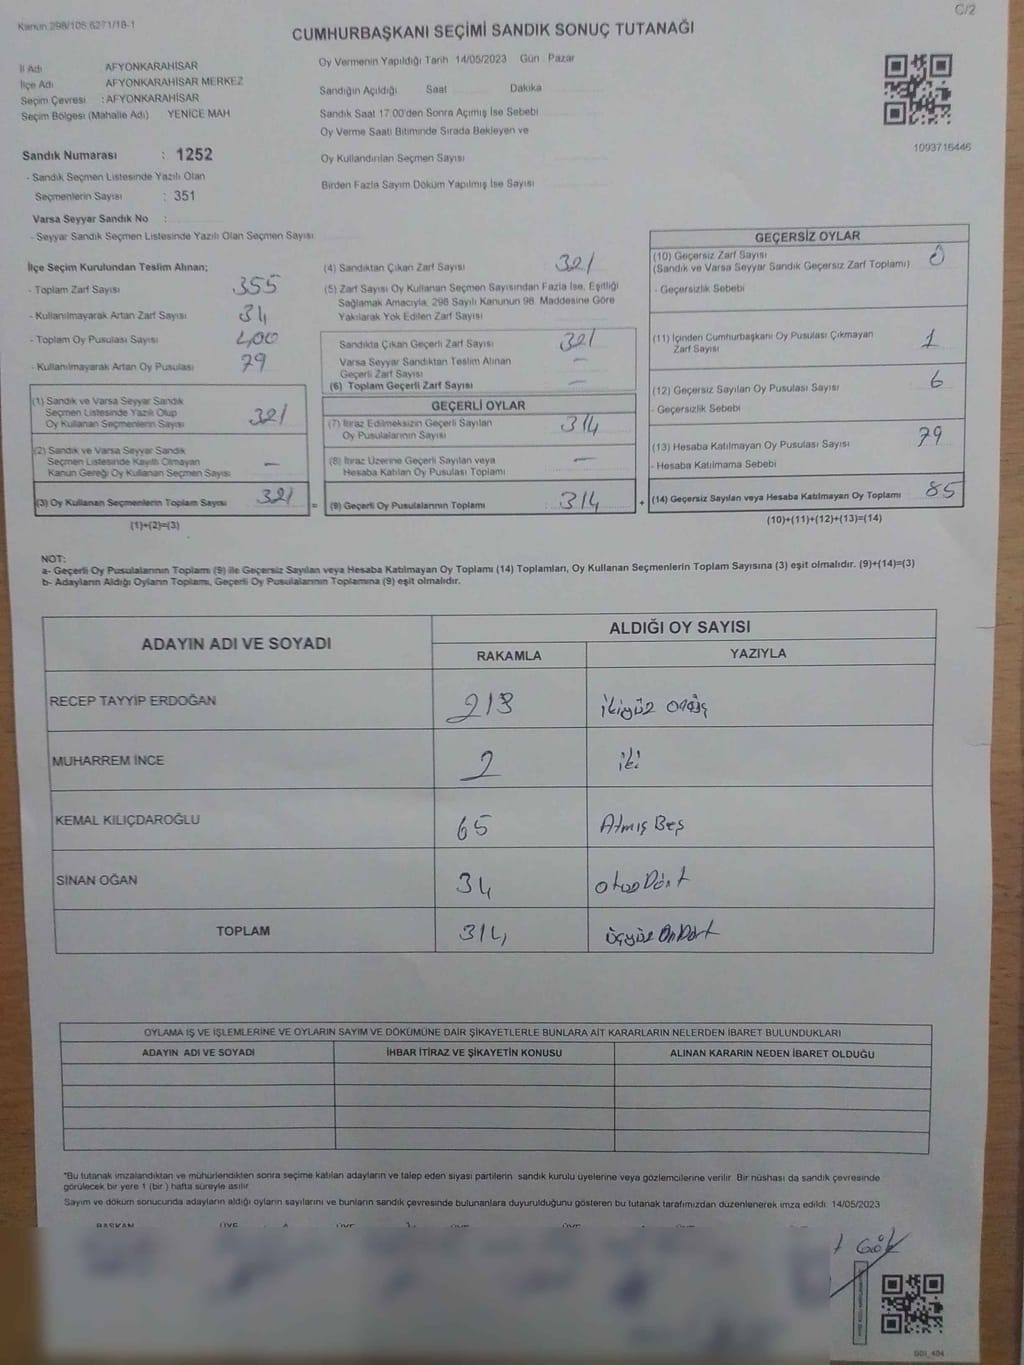 Kanun 298/105 6271/18-1
C/2
CUMHURBAŞKANI SEÇİMİ SANDIK SONUÇ TUTANAĞI
İl Adı AFYONKARAHİSAR
İlçe Adı AFYONKARAHİSAR MERKEZ
Seçim Çevresi : AFYONKARAHİSAR
Seçim Bölgesi (Mahalle Adı) YENİCE MAH
Oy Vermenin Yapıldığı Tarih 14/05/2023 Gün . Pazar
Sandığın Açıldığı Saat Dakika
Sandık Saat 17.00'den Sonra Açımış İse Sebebi
Oy Verme Saati Bitiminde Sırada Bekleyen ve
Oy Kullandırılan Seçmen Sayısı
Birden Fazla Sayım Döküm Yapılmış İse Sayısı
1093716446
Sandık Numarası : 1252
- Sandık Seçmen Listesinde Yazılı Olan
Seçmenlerin Sayısı : 351
Varsa Seyyar Sandık No :
- Seyyar Sandık Seçmen Listesinde Yazılı Olan Seçmen Sayısı
İlçe Seçim Kurulundan Teslim Alınan;
- Toplam Zarf Sayısı 355
- Kullanılmayarak Artan Zarf Sayısı 34
- Toplam Oy Pusulası Sayısı 400
- Kullanılmayarak Artan Oy Pusulası 79
(1) Sandık ve Varsa Seyyar Sandık
Seçmen Listesinde Yazılı Olup
Oy Kullanan Seçmenlerin Sayısı 321
(2) Sandık ve Varsa Seyyar Sandık
Seçmen Listesinde Kayıtlı Olmayan
Kanun Gereği Oy Kullanan Seçmen Sayısı —
(3) Oy Kullanan Seçmenlerin Toplam Sayısı 321 =
(1)+(2)=(3)
(4) Sandıktan Çıkan Zarf Sayısı 321
(5) Zarf Sayısı Oy Kullanan Seçmen Sayısından Fazla İse, Eşitliği
Sağlamak Amacıyla, 298 Sayılı Kanunun 98. Maddesine Göre
Yakılarak Yok Edilen Zarf Sayısı —
Sandıkta Çıkan Geçerli Zarf Sayısı 321
Varsa Seyyar Sandıktan Teslim Alınan
Geçerli Zarf Sayısı —
(6) Toplam Geçerli Zarf Sayısı —
GEÇERLİ OYLAR
(7) İtiraz Edilmeksizin Geçerli Sayılan
Oy Pusulalarının Sayısı 314
(8) İtiraz Üzerine Geçerli Sayılan veya
Hesaba Katılan Oy Pusulası Toplamı —
(9) Geçerli Oy Pusulalarının Toplamı : 314 +
GEÇERSİZ OYLAR
(10) Geçersiz Zarf Sayısı
(Sandık ve Varsa Seyyar Sandık Geçersiz Zarf Toplamı) 0
- Geçersizlik Sebebi
(11) İçinden Cumhurbaşkanı Oy Pusulası Çıkmayan
Zarf Sayısı 1
(12) Geçersiz Sayılan Oy Pusulası Sayısı 6
- Geçersizlik Sebebi
(13) Hesaba Katılmayan Oy Pusulası Sayısı 79
- Hesaba Katılmama Sebebi
(14) Geçersiz Sayılan veya Hesaba Katılmayan Oy Toplamı 85
(10)+(11)+(12)+(13)=(14)
NOT:
a- Geçerli Oy Pusulalarının Toplamı (9) ile Geçersiz Sayılan veya Hesaba Katılmayan Oy Toplamı (14) Toplamları, Oy Kullanan Seçmenlerin Toplam Sayısına (3) eşit olmalıdır. (9)+(14)=(3)
b- Adayların Aldığı Oyların Toplamı, Geçerli Oy Pusulalarının Toplamına (9) eşit olmalıdır.
ADAYIN ADI VE SOYADI
ALDIĞI OY SAYISI
RAKAMLA YAZIYLA
RECEP TAYYİP ERDOĞAN 213 ikiyüz onüç
MUHARREM İNCE 2 iki
KEMAL KILIÇDAROĞLU 65 Atmış Beş
SİNAN OĞAN 34 otuz Dört
TOPLAM 314 üçyüz OnDört
OYLAMA İŞ VE İŞLEMLERİNE VE OYLARIN SAYIM VE DÖKÜMÜNE DAİR ŞİKAYETLERLE BUNLARA AİT KARARLARIN NELERDEN İBARET BULUNDUKLARI
ADAYIN ADI VE SOYADI İHBAR İTİRAZ VE ŞİKAYETİN KONUSU ALINAN KARARIN NEDEN İBARET OLDUĞU
*Bu tutanak imzalandıktan ve mühürlendikten sonra seçime katılan adayların ve talep eden siyasi partilerin sandık kurulu üyelerine veya gözlemcilerine verilir. Bir nüshası da sandık çevresinde
görülecek bir yere 1 (bir ) hafta süreyle asılır.
Sayım ve döküm sonucunda adayların aldığı oyların sayılarını ve bunların sandık çevresinde bulunanlara duyurulduğunu gösteren bu tutanak tarafımızdan düzenlenerek imza edildi. 14/05/2023
BAŞKAN ÜYE ÜYE ÜYE ÜYE
Gök